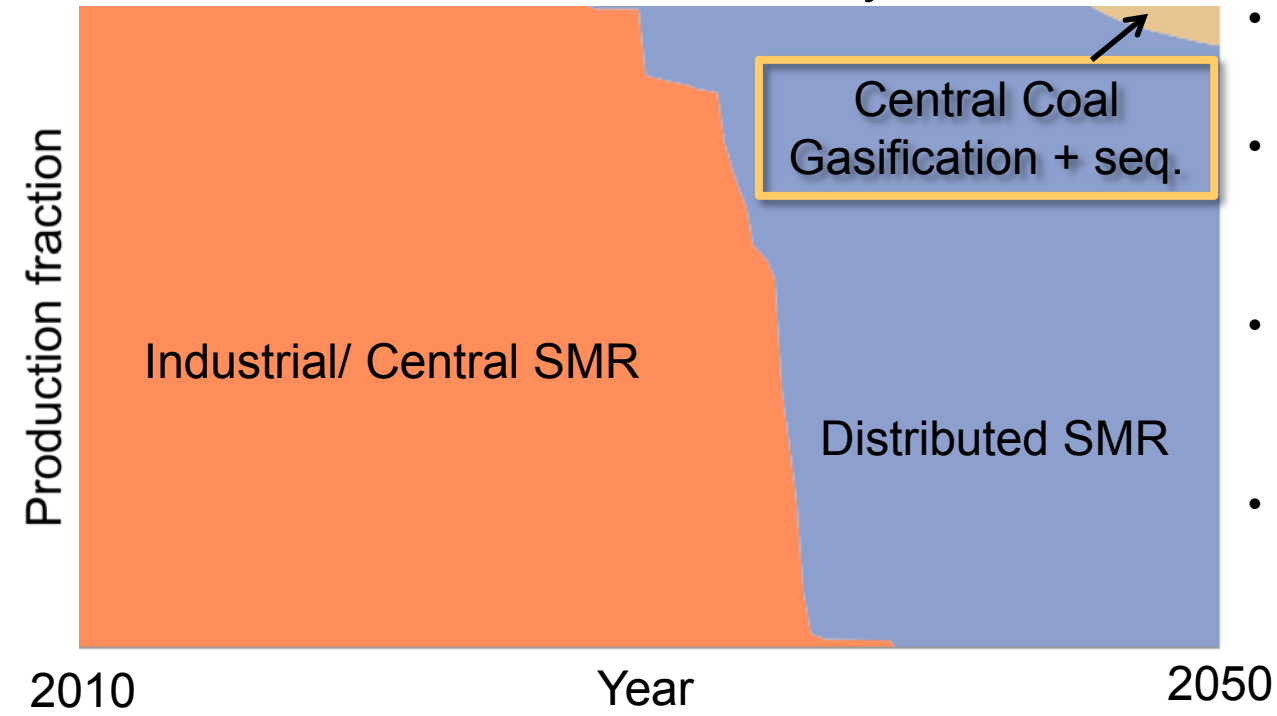 Production fraction
Central Coal
Gasification + seq.
Industrial/ Central SMR
Distributed SMR
2010
Year
2050
•
•
•
•